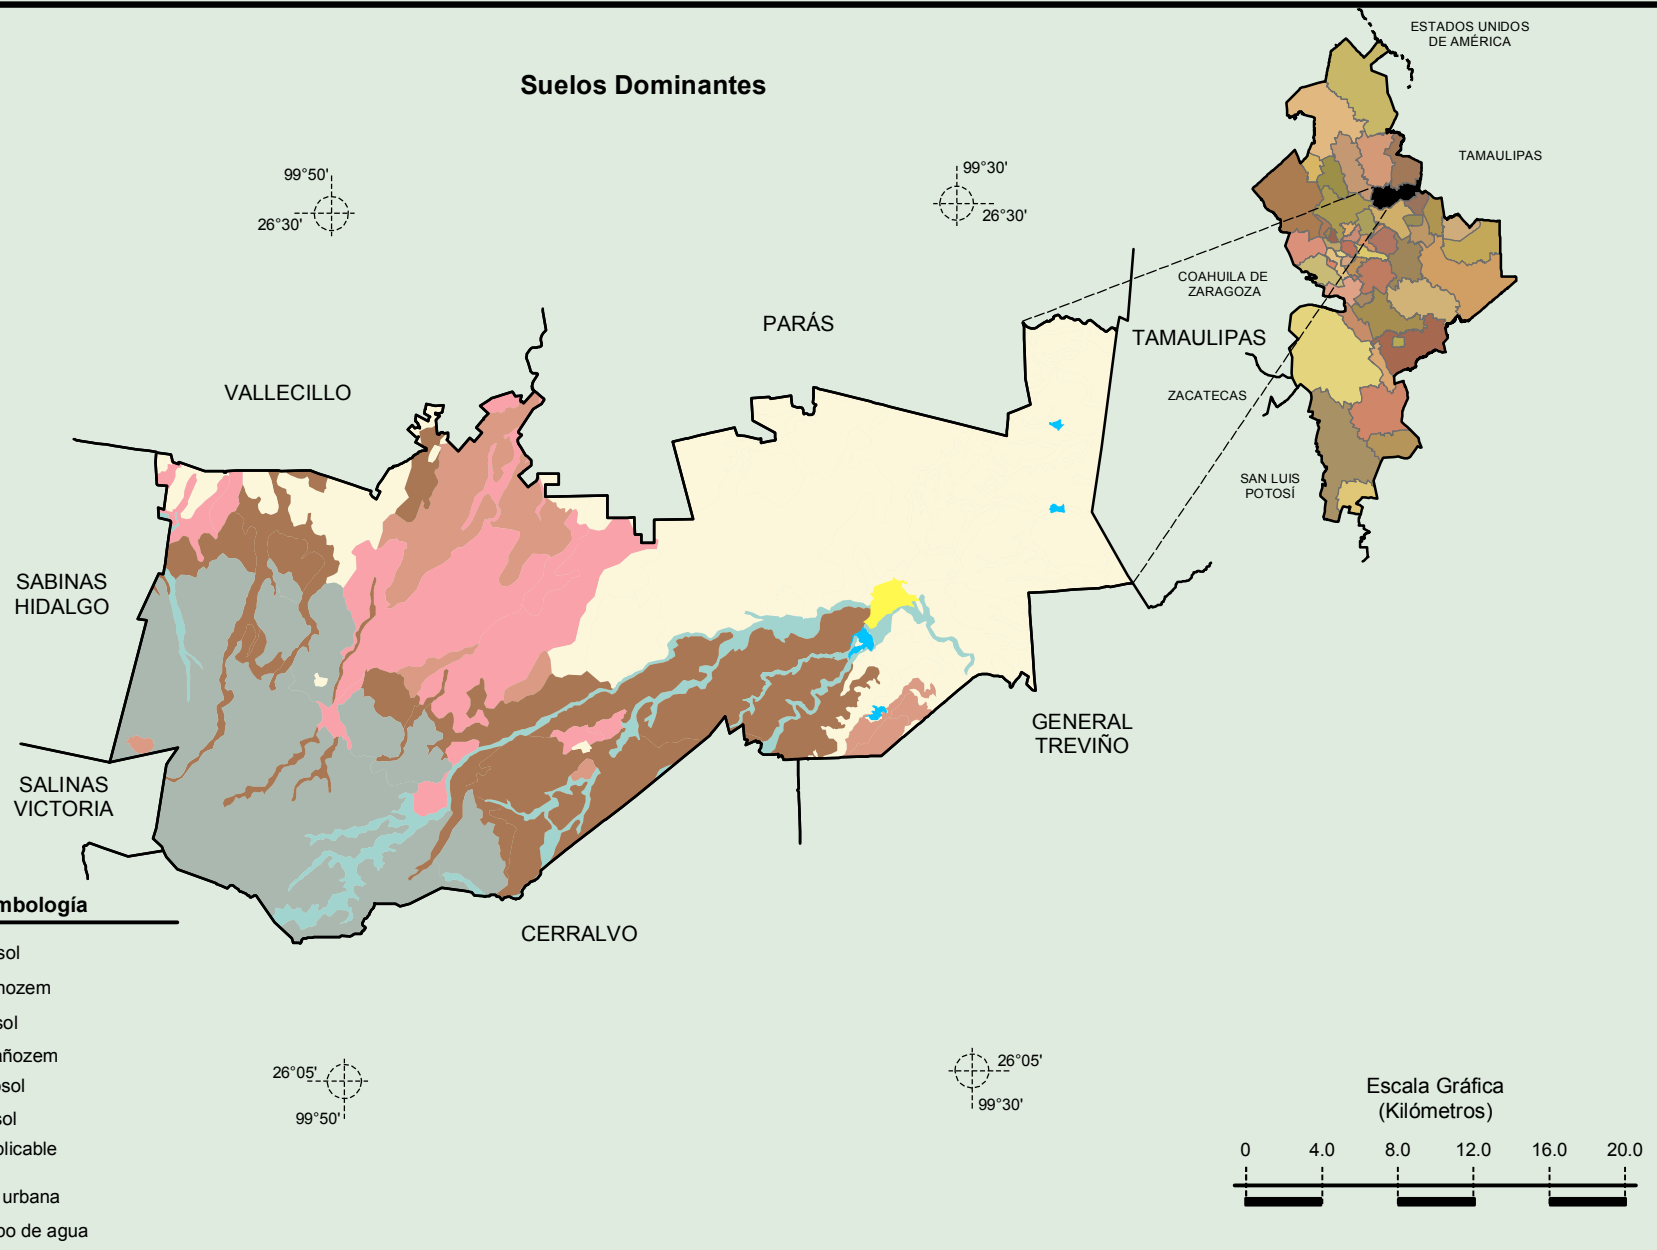 Suelos Dominantes
ESTADOS UNIDOS
DE AMÉRICA
TAMAULIPAS
99°50'
26°30'
99°30'
26°30'
COAHUILA DE
ZARAGOZA
PARÁS
TAMAULIPAS
VALLECILLO
ZACATECAS
SAN LUIS
POTOSÍ
SABINAS
HIDALGO
GENERAL
TREVIÑO
SALINAS
VICTORIA
CERRALVO
mbología
sol
nozem
sol
añozem
osol
sol
plicable
urbana
po de agua
26°05'
99°50'
26°05'
99°30'
Escala Gráfica
(Kilómetros)
0 4.0 8.0 12.0 16.0 20.0